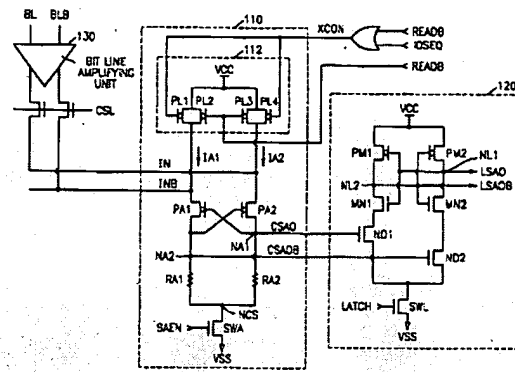 BL BLB
130
BIT LINE
AMPLIFYING
UNIT
CSL
110
112
VCC
PL1 PL2 PL3 PL4
XCON
READB
IOSEQ
READB
120
VCC
PM1 PM2
NL1
LSAO
NL2
LSAOB
MN1 MN2
IN
IA1 IA2
INB
PA1 PA2
CSAO
NA1
ND1
NA2
CSAOB
ND2
RA1 RA2
NCS
SAEN
SWA
VSS
LATCH
SWL
VSS